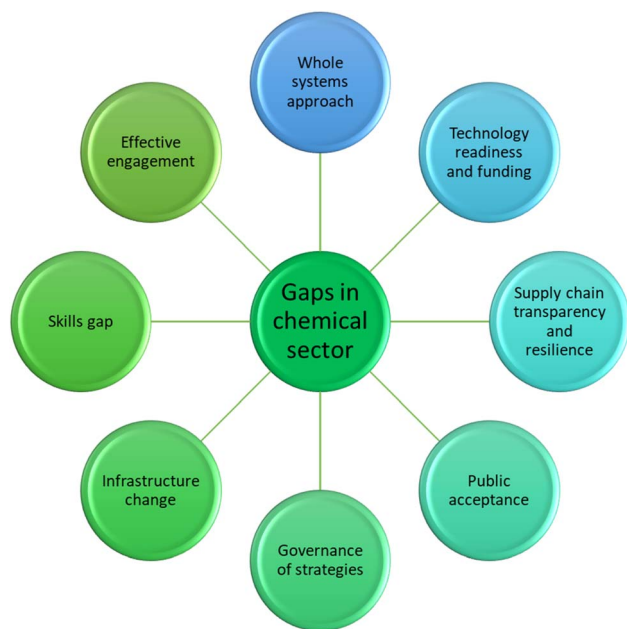 Whole
systems
approach
Technology
readiness
and funding
Supply chain
transparency
and
resilience
Public
acceptance
Governance
of strategies
Infrastructure
change
Skills gap
Effective
engagement
Gaps in
chemical
sector